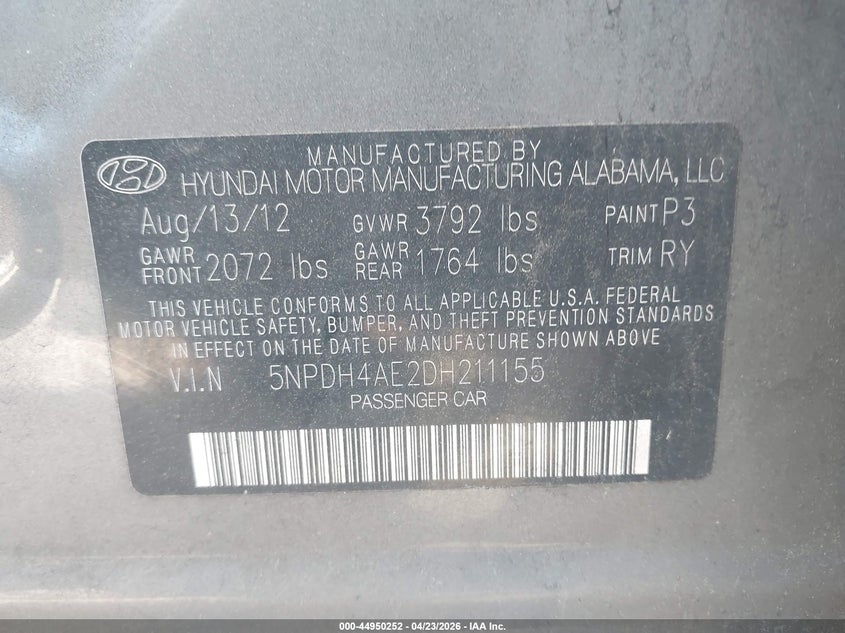 MANUFACTURED BY
HYUNDAI MOTOR MANUFACTURING ALABAMA, LLC
Aug/13/12 GVWR 3792 lbs PAINT P3
GAWR FRONT 2072 lbs GAWR REAR 1764 lbs TRIM RY
THIS VEHICLE CONFORMS TO ALL APPLICABLE U.S.A. FEDERAL
MOTOR VEHICLE SAFETY, BUMPER, AND THEFT PREVENTION STANDARDS
IN EFFECT ON THE DATE OF MANUFACTURE SHOWN ABOVE
V.I.N 5NPDH4AE2DH211155
PASSENGER CAR
000-44950252 | 04/23/2026 | IAA Inc.